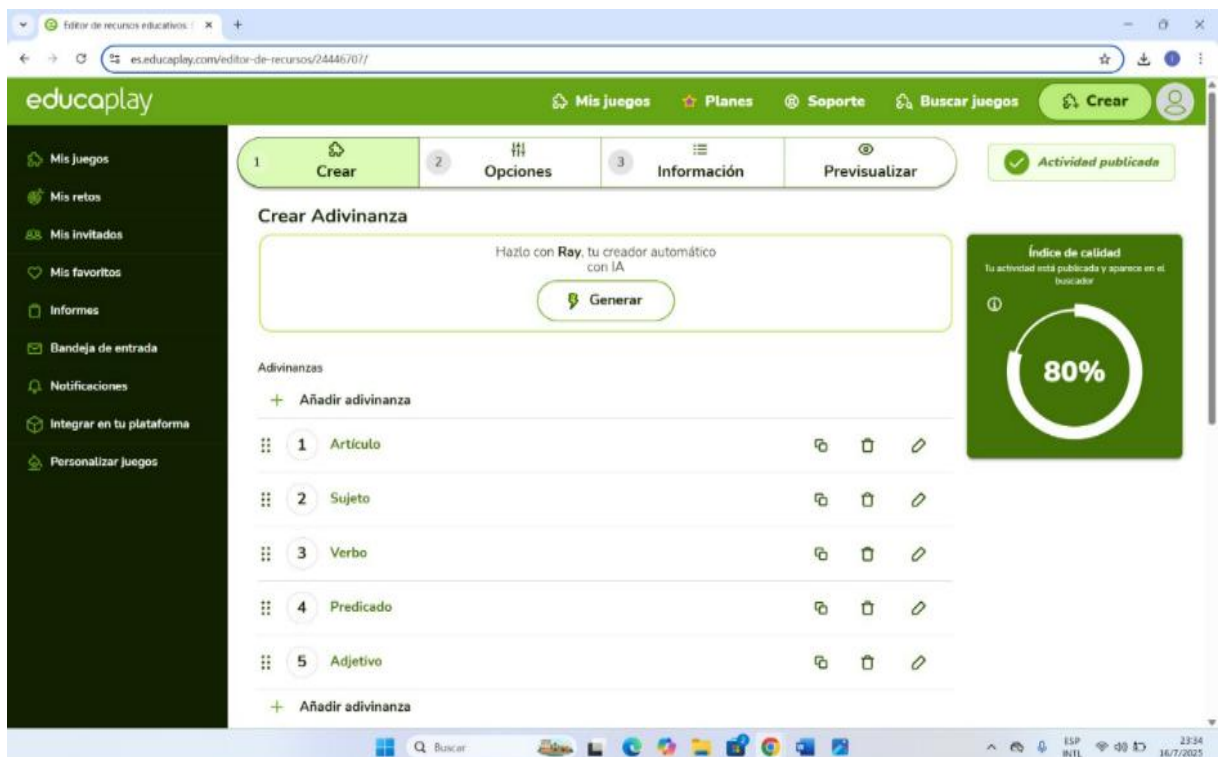 Editor de recursos educativos
es.educaplay.com/editor-de-recursos/24446707/
educaplay
Mis juegos
Planes
Soporte
Buscar juegos
Crear
Mis juegos
Mis retos
Mis invitados
Mis favoritos
Informes
Bandeja de entrada
Notificaciones
Integrar en tu plataforma
Personalizar juegos
1 Crear
2 Opciones
3 Información
Previsualizar
Actividad publicada
Crear Adivinanza
Hazlo con Ray, tu creador automático
con IA
Generar
Índice de calidad
Tu actividad está publicada y aparece en el
buscador
80%
Adivinanzas
+ Añadir adivinanza
1 Artículo
2 Sujeto
3 Verbo
4 Predicado
5 Adjetivo
+ Añadir adivinanza
Buscar
ESP
INTL
23:34
16/7/2025